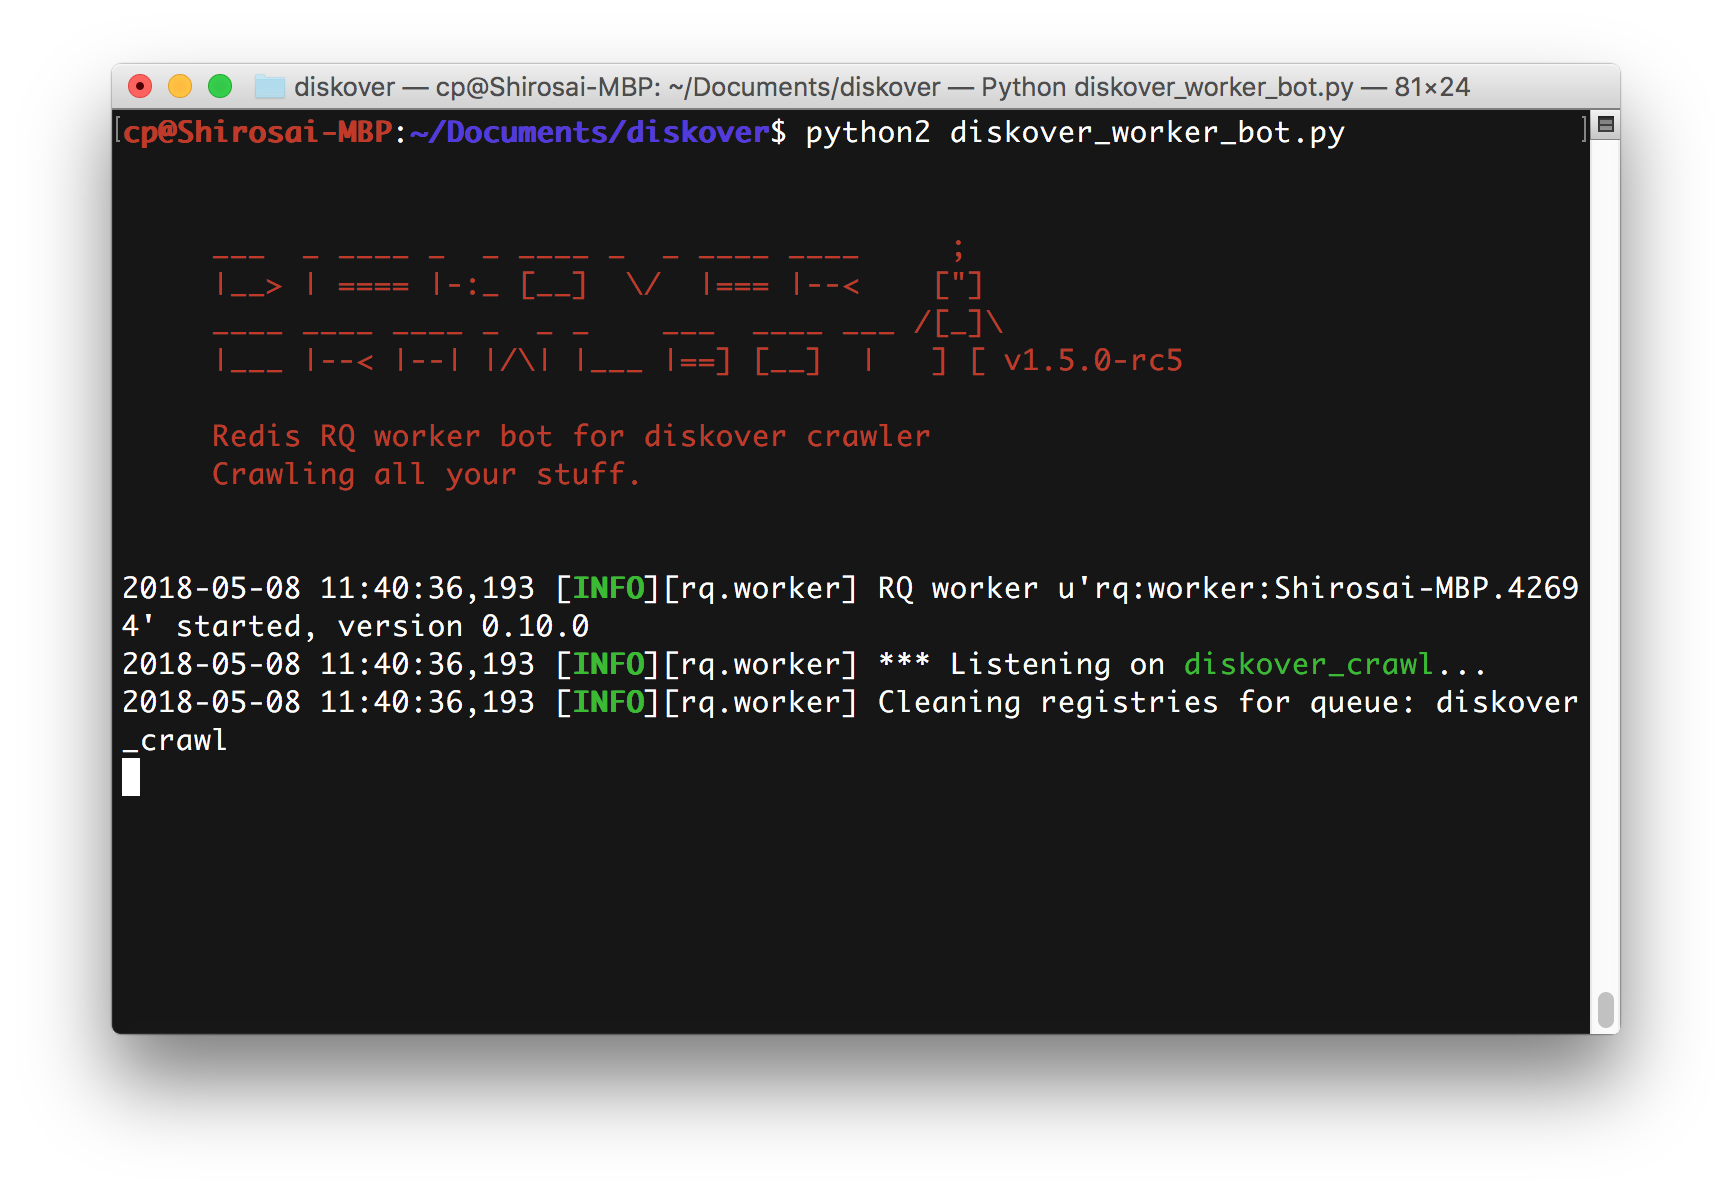 diskover — cp@Shirosai-MBP: ~/Documents/diskover — Python diskover_worker_bot.py — 81×24
[cp@Shirosai-MBP:~/Documents/diskover$ python2 diskover_worker_bot.py ]
     ___  _ ____ _  _ ____ _  _ ____ ____     ;
     |__> | ==== |-:_ [__]  \/  |=== |--<    ["]
     ____ ____ ____ _  _ _    ___  ____ ___ /[_]\
     |___ |--< |--| |/\| |___ |==] [__]  |   ] [ v1.5.0-rc5
     Redis RQ worker bot for diskover crawler
     Crawling all your stuff.
2018-05-08 11:40:36,193 [INFO][rq.worker] RQ worker u'rq:worker:Shirosai-MBP.4269
4' started, version 0.10.0
2018-05-08 11:40:36,193 [INFO][rq.worker] *** Listening on diskover_crawl...
2018-05-08 11:40:36,193 [INFO][rq.worker] Cleaning registries for queue: diskover
_crawl